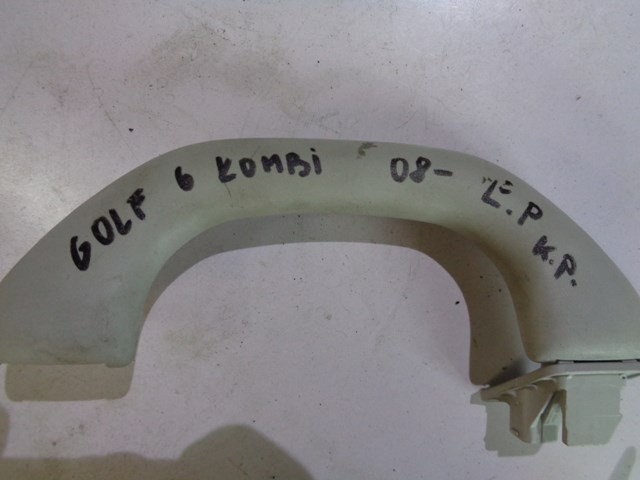 GOLF 6 KOMBi 08- É.P
K.P.